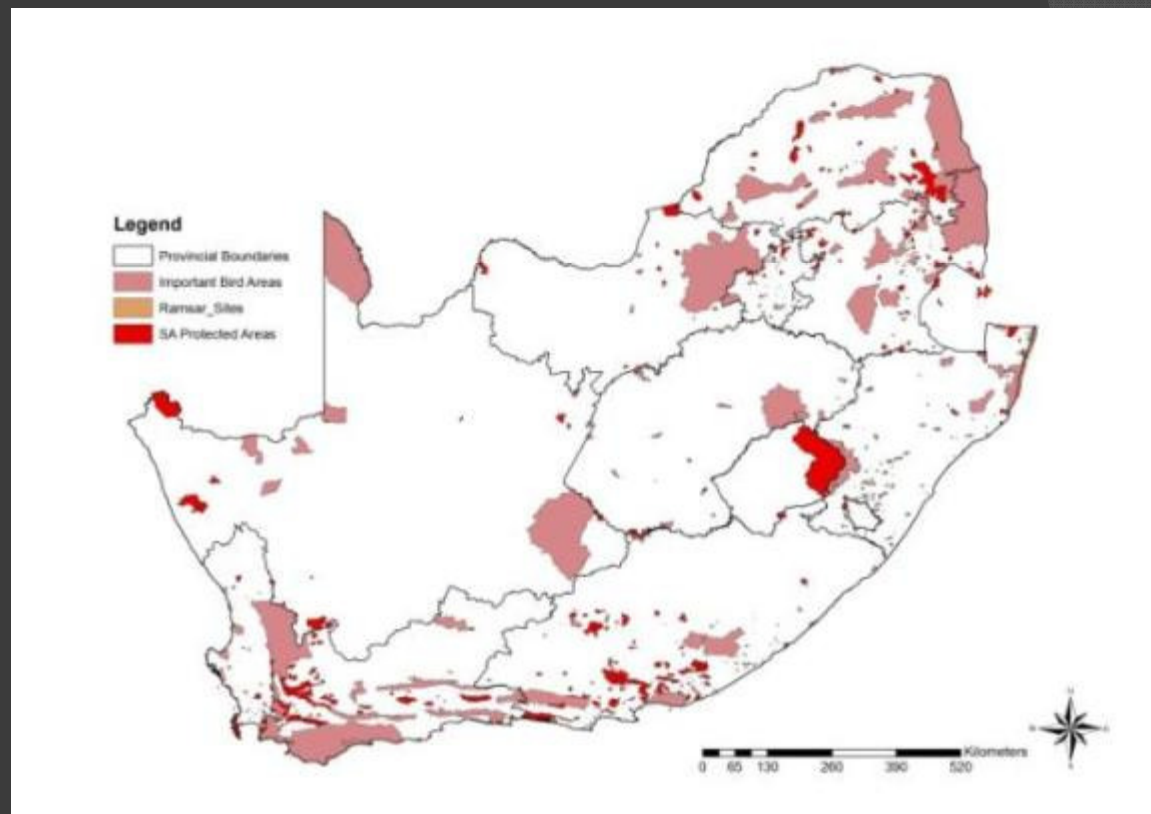 Legend
Provincial Boundaries
Important Bird Areas
Ramsar_Sites
SA Protected Areas
Kilometers
0 65 130 260 390 520
N